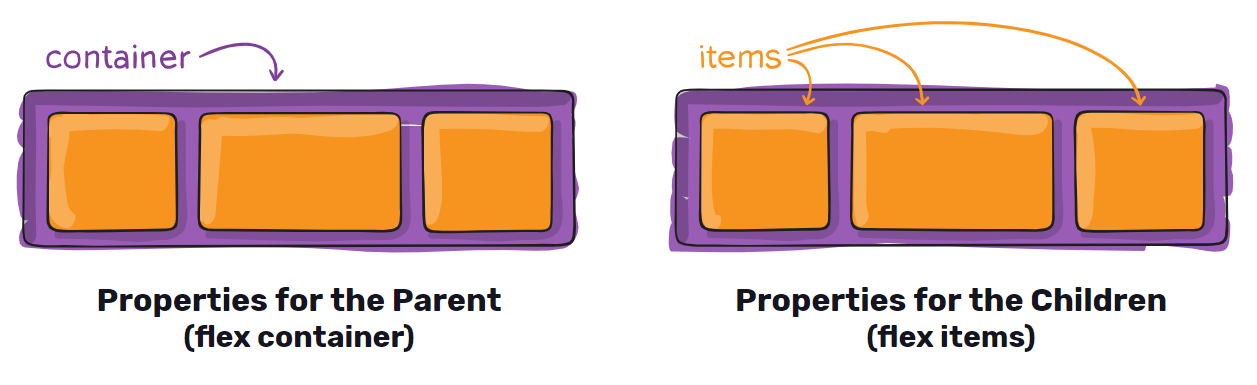 container
Properties for the Parent
(flex container)
items
Properties for the Children
(flex items)